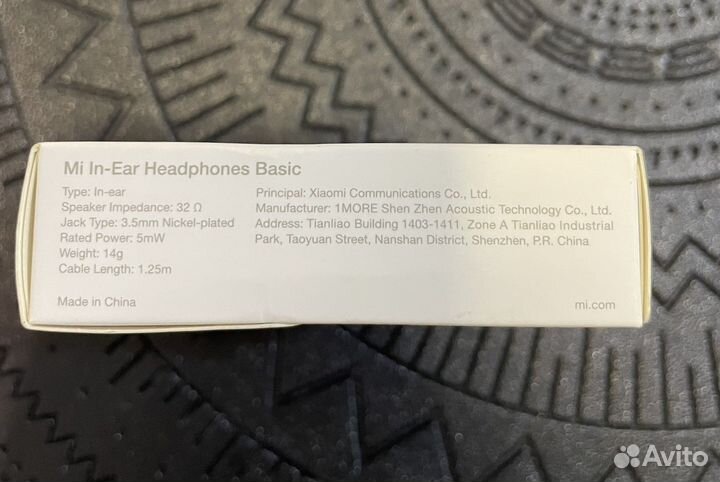 Mi In-Ear Headphones Basic
Type: In-ear
Speaker Impedance: 32 Ω
Jack Type: 3.5mm Nickel-plated
Rated Power: 5mW
Weight: 14g
Cable Length: 1.25m
Principal: Xiaomi Communications Co., Ltd.
Manufacturer: 1MORE Shen Zhen Acoustic Technology Co., Ltd.
Address: Tianliao Building 1403-1411, Zone A Tianliao Industrial
Park, Taoyuan Street, Nanshan District, Shenzhen, P.R. China
Made in China
mi.com
Avito